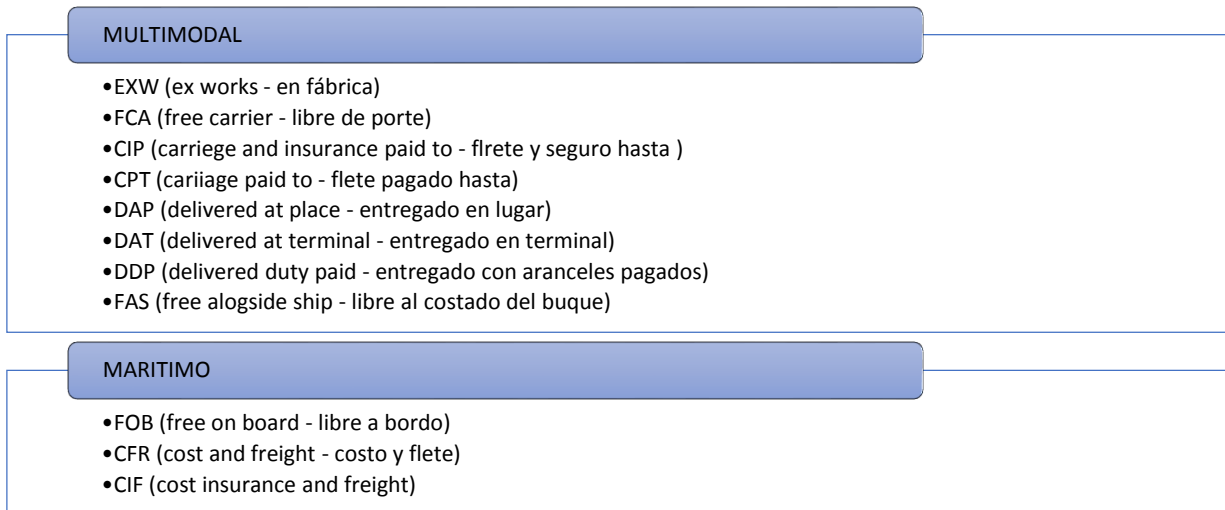 MULTIMODAL
•EXW (ex works - en fábrica)
•FCA (free carrier - libre de porte)
•CIP (carriege and insurance paid to - flrete y seguro hasta )
•CPT (cariiage paid to - flete pagado hasta)
•DAP (delivered at place - entregado en lugar)
•DAT (delivered at terminal - entregado en terminal)
•DDP (delivered duty paid - entregado con aranceles pagados)
•FAS (free alogside ship - libre al costado del buque)
MARITIMO
•FOB (free on board - libre a bordo)
•CFR (cost and freight - costo y flete)
•CIF (cost insurance and freight)